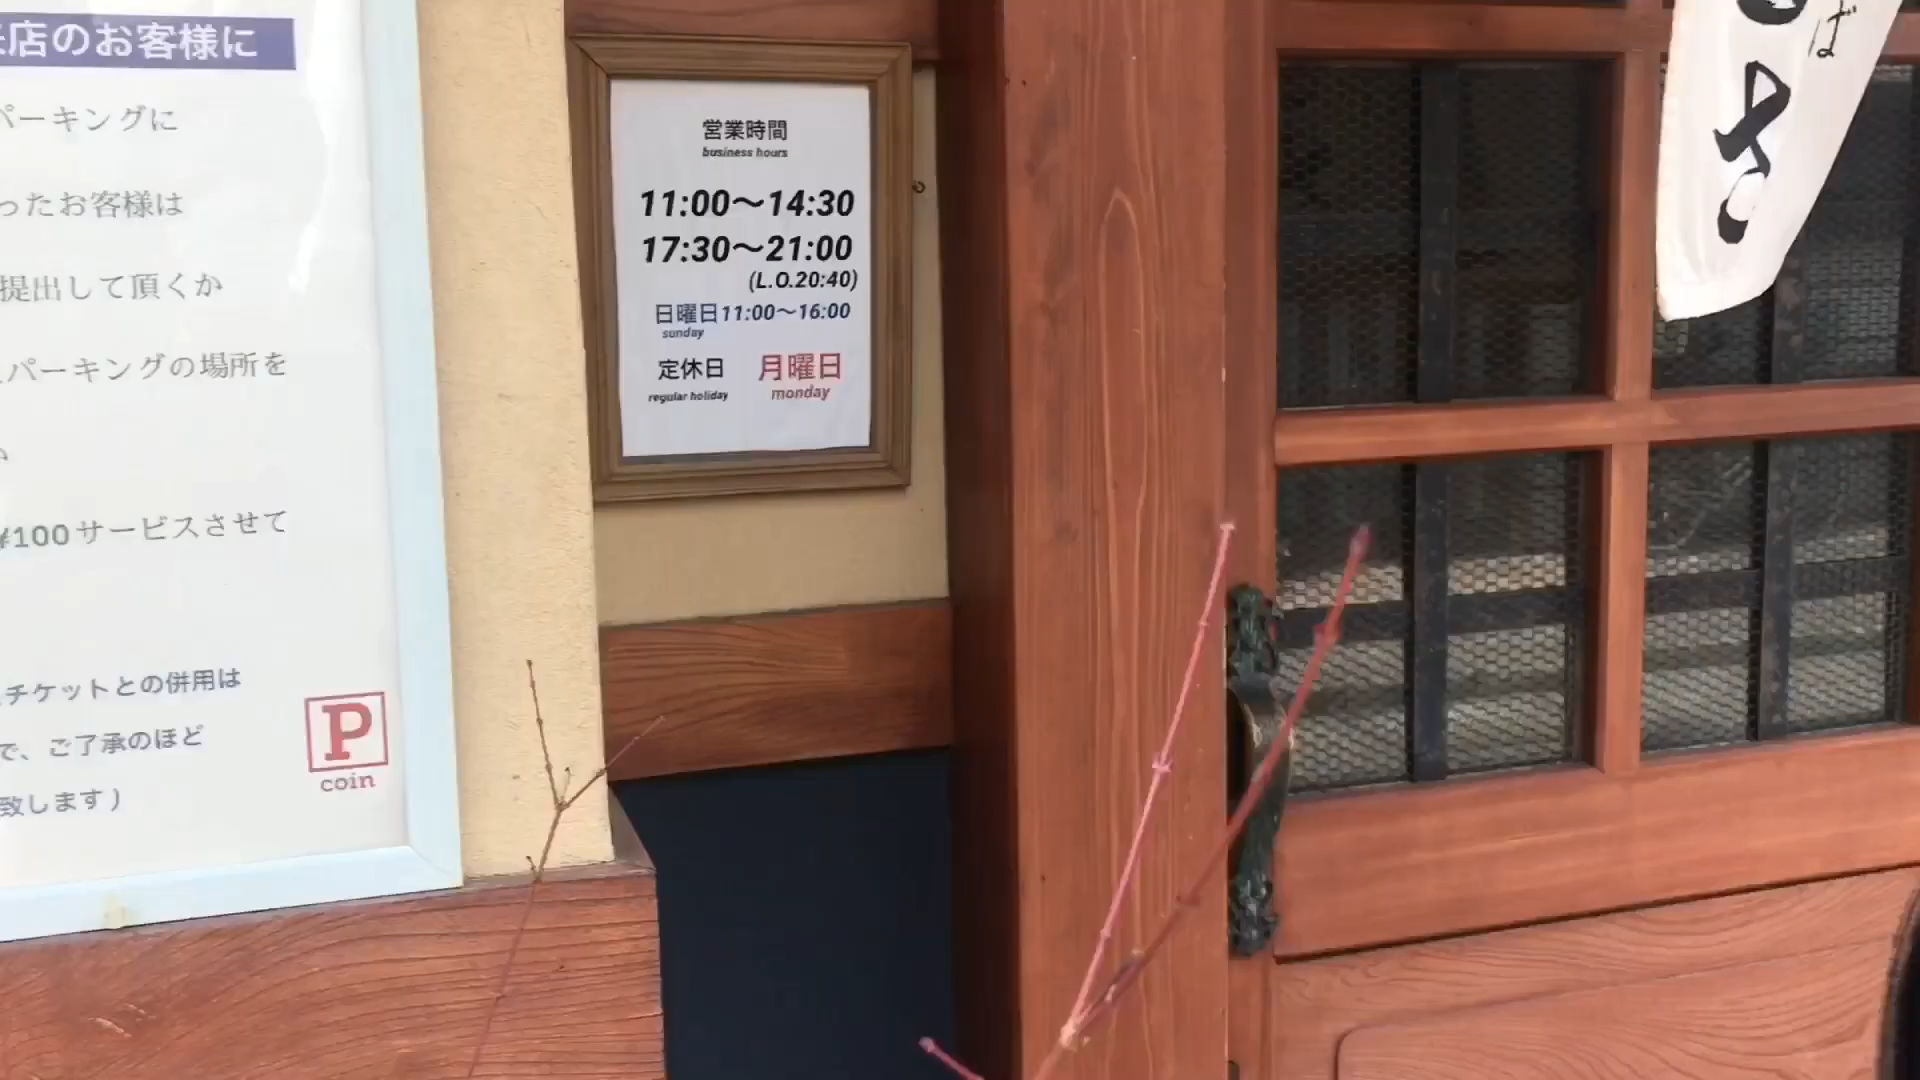 店のお客様に
パーキングに
ったお客様は
提出して頂くか
パーキングの場所を
¥100サービスさせて
チケットとの併用は
で、ご了承のほど
致します)
P
coin
営業時間
business hours
11:00〜14:30
17:30〜21:00
(L.O.20:40)
日曜日11:00〜16:00
sunday
定休日 月曜日
regular holiday monday
ば
さ